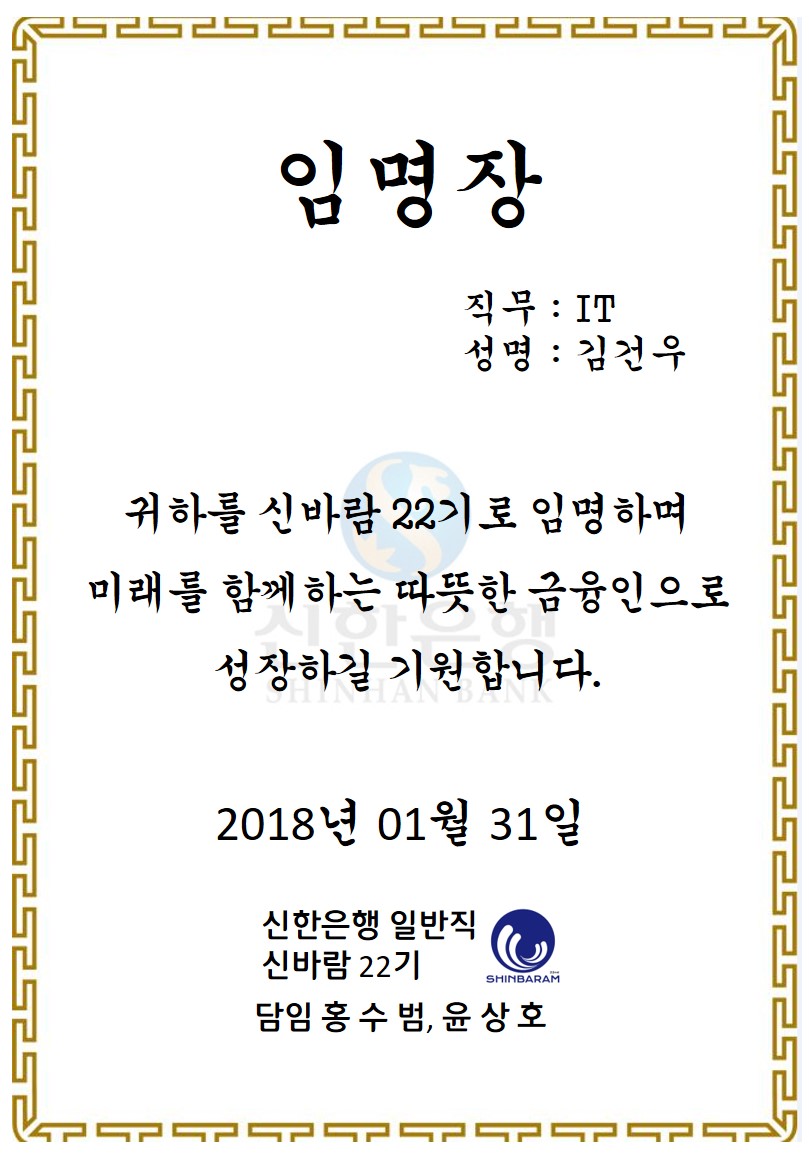 임명장
직무 : IT
성명 : 김건우
귀하를 신바람 22기로 임명하며
미래를 함께하는 따뜻한 금융인으로
성장하길 기원합니다.
신한은행
SHINHAN BANK
2018년 01월 31일
신한은행 일반직
신바람 22기
SHINBARAM
담임 홍 수 범, 윤 상 호